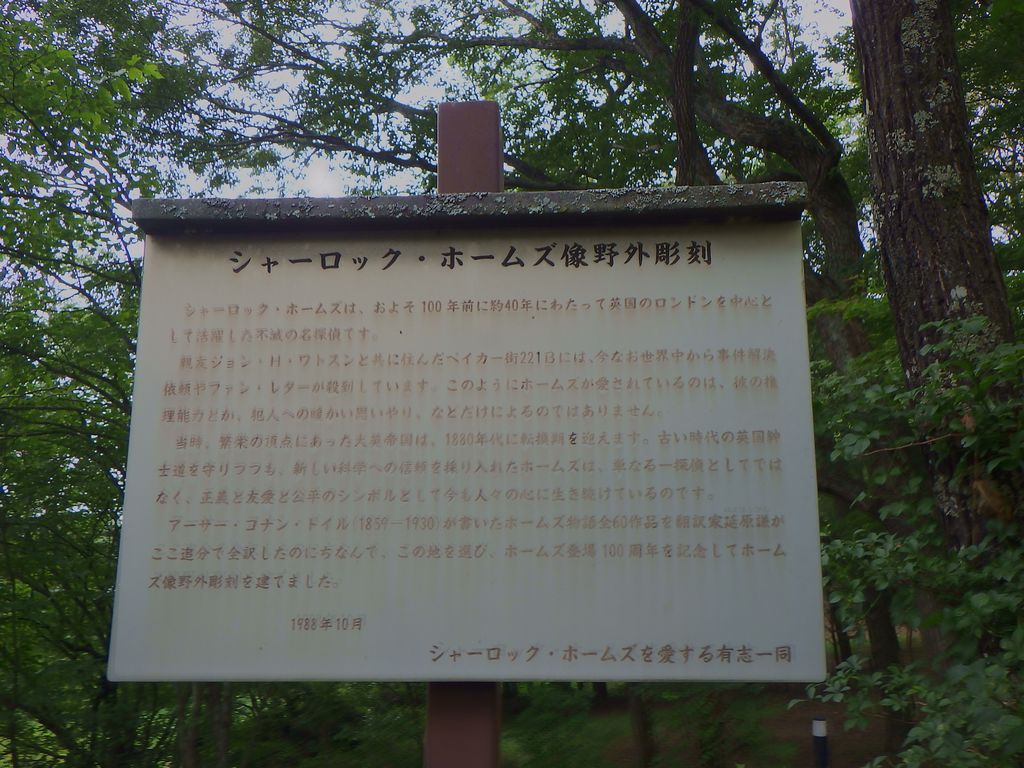 シャーロック・ホームズ像野外彫刻
シャーロック・ホームズは、およそ100年前に約40年にわたって英国のロンドンを中心と
して活躍した不滅の名探偵です。
親友ジョン・H・ワトスンと共に住んだベイカー街221Bには、今なお世界中から事件解決
依頼やファン・レターが殺到しています。このようにホームズが愛されているのは、彼の推
理能力とか、犯人への暖かい思いやり、などだけによるのではありません。
当時、繁栄の頂点にあった大英帝国は、1880年代に転換期を迎えます。古い時代の英国紳
士道を守りつつも、新しい科学への信頼を採り入れたホームズは、単なる一探偵としてでは
なく、正義と友愛と公平のシンボルとして今も人々の心に生き続けているのです。
アーサー・コナン・ドイル(1859—1930)が書いたホームズ物語全60作品を翻訳家延原謙が
ここ追分で全訳したのにちなんで、この地を選び、ホームズ登場100周年を記念してホーム
ズ像野外彫刻を建てました。
1988年10月
シャーロック・ホームズを愛する有志一同